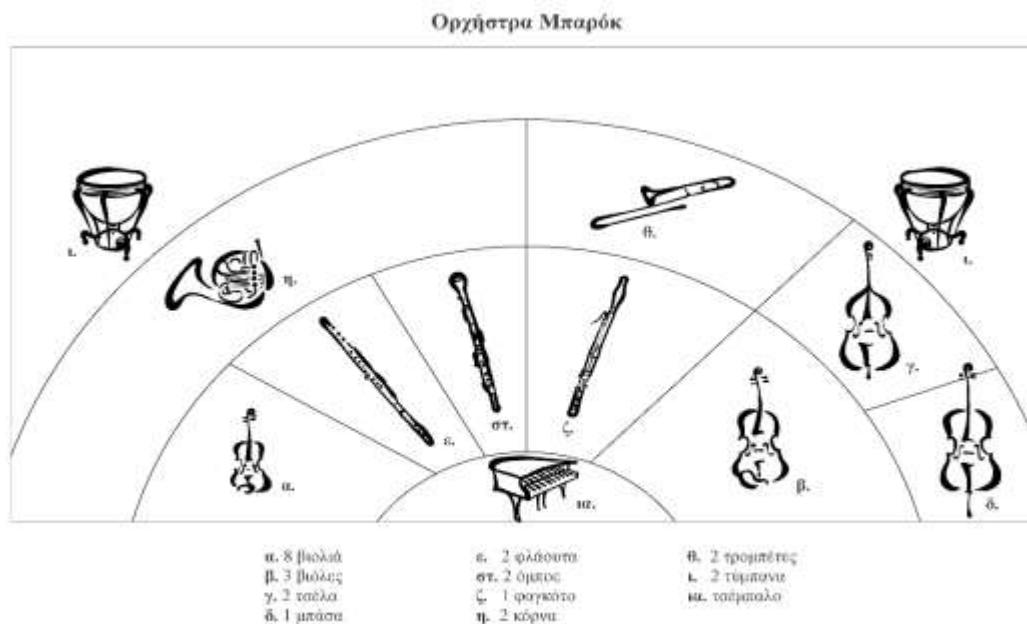 Ορχήστρα Μπαρόκ
θ.
ι.
ι.
η.
γ.
ε.
στ.
ζ.
α.
β.
ια.
δ.
α. 8 βιολιά
β. 3 βιόλες
γ. 2 τσέλα
δ. 1 μπάσα
ε. 2 φλάουτα
στ. 2 όμποε
ζ. 1 φαγκότο
η. 2 κόρνα
θ. 2 τρομπέτες
ι. 2 τύμπανα
ια. τσέμπαλο